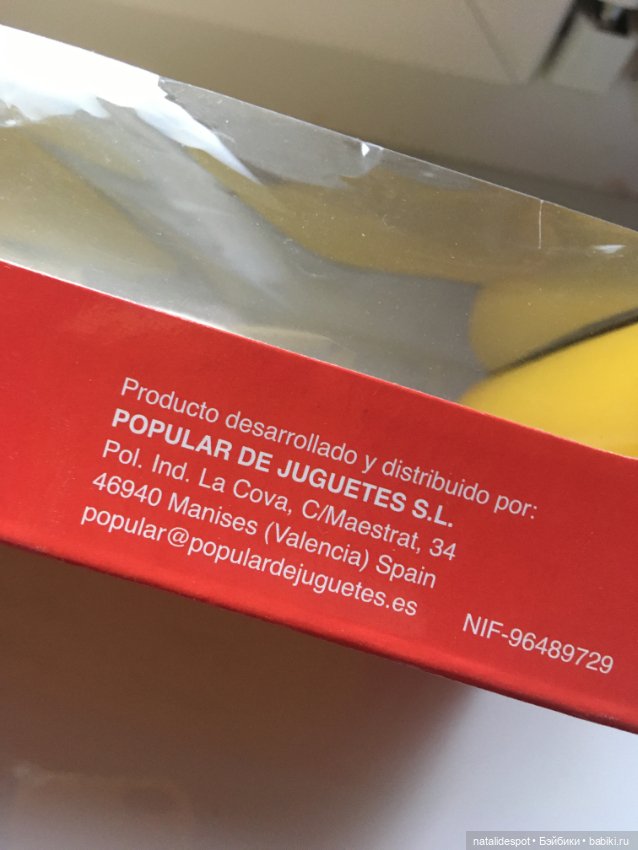 Producto desarrollado y distribuido por:
POPULAR DE JUGUETES S.L.
Pol. Ind. La Cova, C/Maestrat, 34
46940 Manises (Valencia) Spain
popular@populardejuguetes.es
NIF-96489729
natalidespot • Бэйбики • babiki.ru